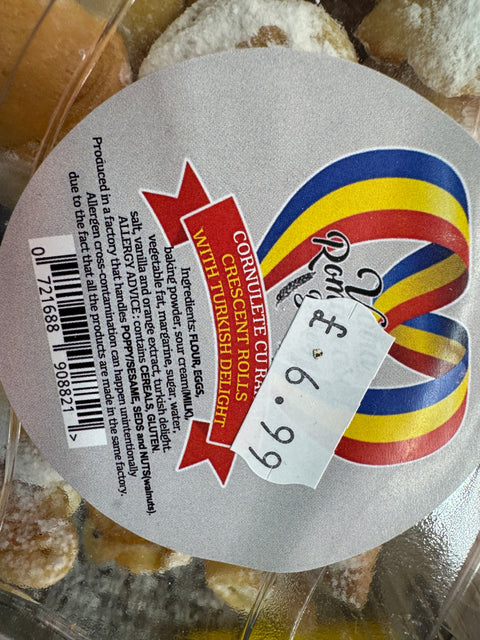 £ 6.99
CORNULETE CU
CRESCENT ROLLS
WITH TURKISH DELIGHT
Ingredients: FLOUR, EGGS,
baking powder, sour cream(MILK),
vegetable fat, margarine, sugar, water,
salt, vanilla and orange extract, turkish delight.
ALLERGY ADVICE : contains CEREALS, GLUTEN.
Produced in a factory that handles POPPY/SESAME, SEEDS and NUTS(walnuts).
Allergen cross-contamination can happen unintentionally
due to the fact that all the products are made in the same factory.
0 721688 908821 >